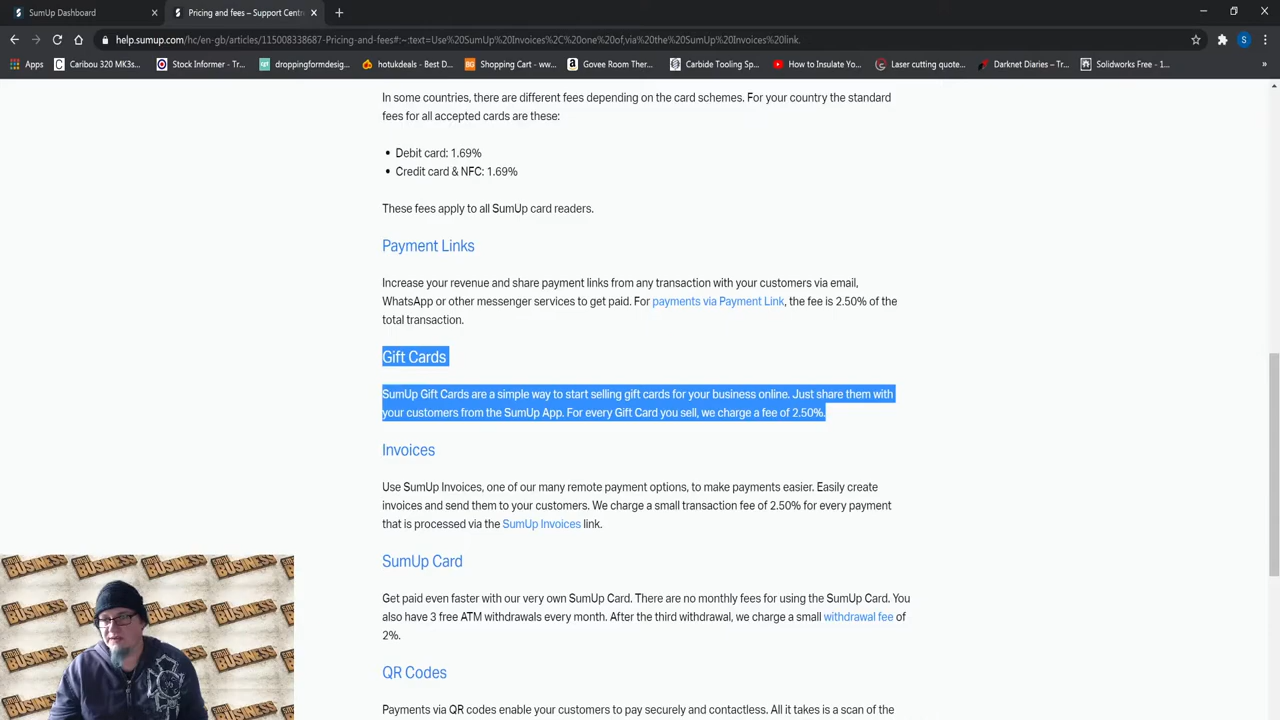 SumUp Dashboard
Pricing and fees – Support Centr
help.sumup.com/hc/en-gb/articles/115008338687-Pricing-and-fees#:~:text=Use%20SumUp%20Invoices%2C%20one%20of,via%20the%20SumUp%20Invoices%20link.
S
Apps
Caribou 320 MK3s...
Stock Informer - Tr...
droppingformdesig...
hotukdeals - Best D...
Shopping Cart - ww...
Govee Room Ther...
Carbide Tooling Sp...
How to Insulate Yo...
Laser cutting quote...
Darknet Diaries – Tr...
Solidworks Free - 1...
»
In some countries, there are different fees depending on the card schemes. For your country the standard
fees for all accepted cards are these:
• Debit card: 1.69%
• Credit card & NFC: 1.69%
These fees apply to all SumUp card readers.
Payment Links
Increase your revenue and share payment links from any transaction with your customers via email,
WhatsApp or other messenger services to get paid. For payments via Payment Link, the fee is 2.50% of the
total transaction.
Gift Cards
SumUp Gift Cards are a simple way to start selling gift cards for your business online. Just share them with
your customers from the SumUp App. For every Gift Card you sell, we charge a fee of 2.50%.
Invoices
Use SumUp Invoices, one of our many remote payment options, to make payments easier. Easily create
invoices and send them to your customers. We charge a small transaction fee of 2.50% for every payment
that is processed via the SumUp Invoices link.
SumUp Card
Get paid even faster with our very own SumUp Card. There are no monthly fees for using the SumUp Card. You
also have 3 free ATM withdrawals every month. After the third withdrawal, we charge a small withdrawal fee of
2%.
QR Codes
Payments via QR codes enable your customers to pay securely and contactless. All it takes is a scan of the
BUSINESS